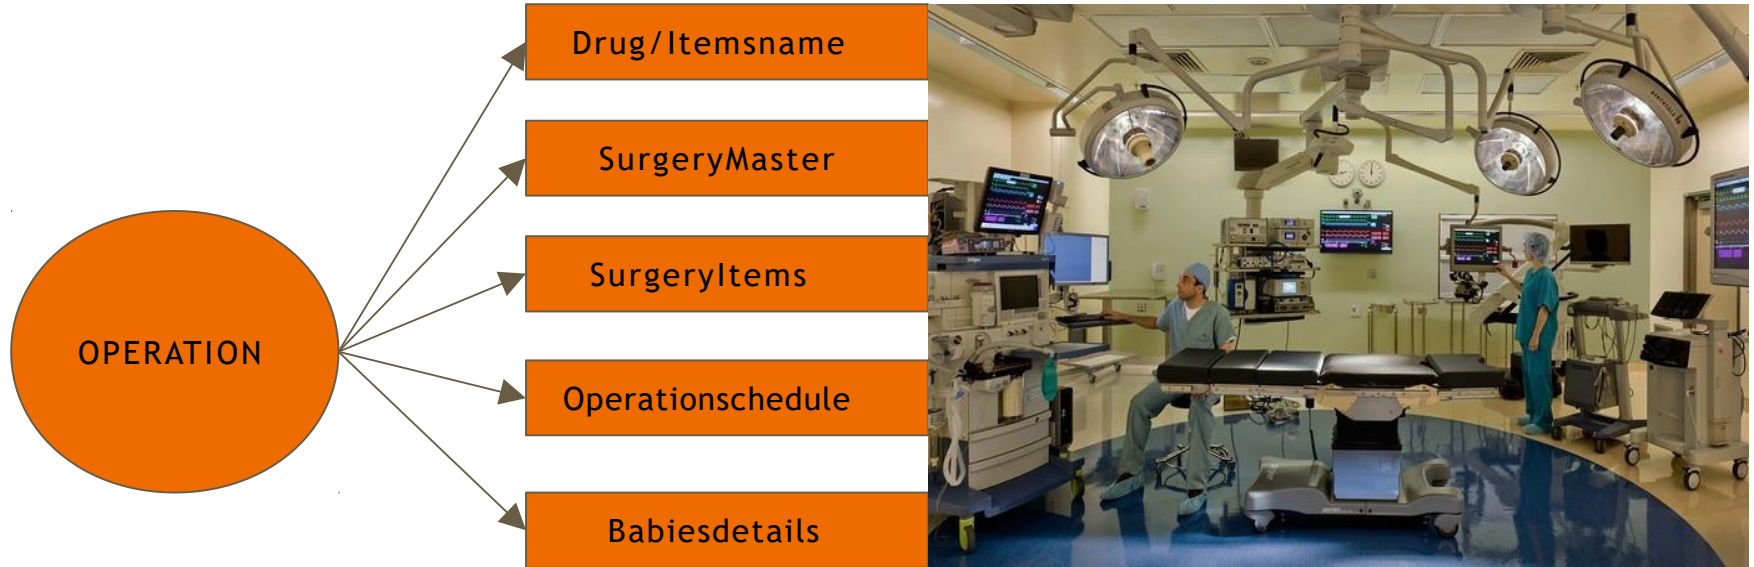 Drug/Itemsname
SurgeryMaster
SurgeryItems
OPERATION
Operationschedule
Babiesdetails